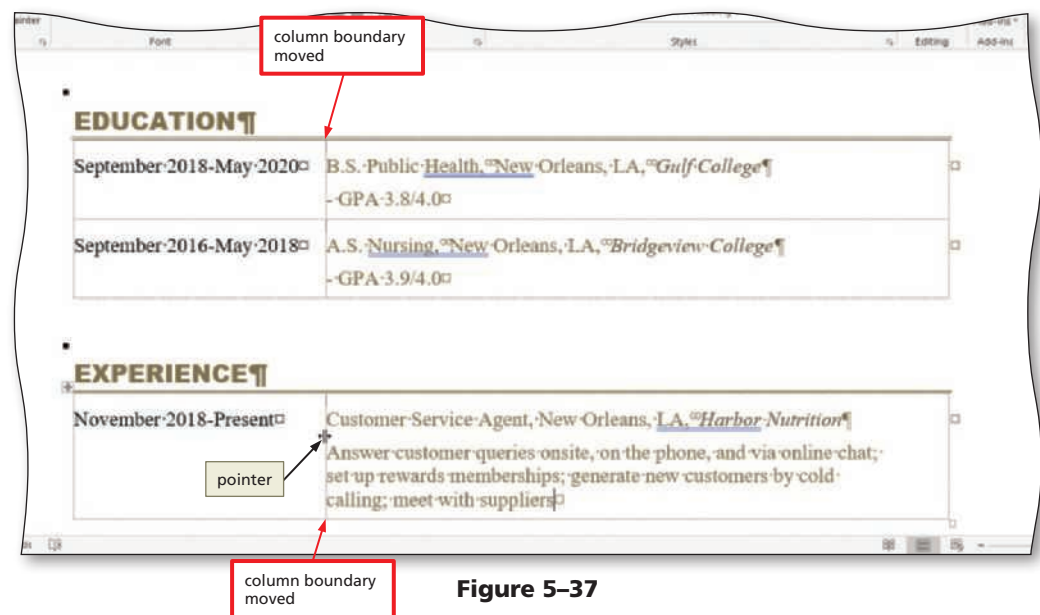 Font
Styles
Editing
Add-ins
column boundary
moved
EDUCATION¶
September·2018-May·2020¤
B.S.·Public·Health,°New·Orleans,·LA,°Gulf·College¶
-·GPA·3.8/4.0¤
September·2016-May·2018¤
A.S.·Nursing,°New·Orleans,·LA,°Bridgeview·College¶
-·GPA·3.9/4.0¤
EXPERIENCE¶
November·2018-Present¤
Customer·Service·Agent,·New·Orleans,·LA,°Harbor·Nutrition¶
pointer
Answer·customer·queries·onsite,·on·the·phone,·and·via·online·chat;·
set·up·rewards·memberships;·generate·new·customers·by·cold·
calling;·meet·with·suppliers¤
column boundary
moved
Figure 5–37